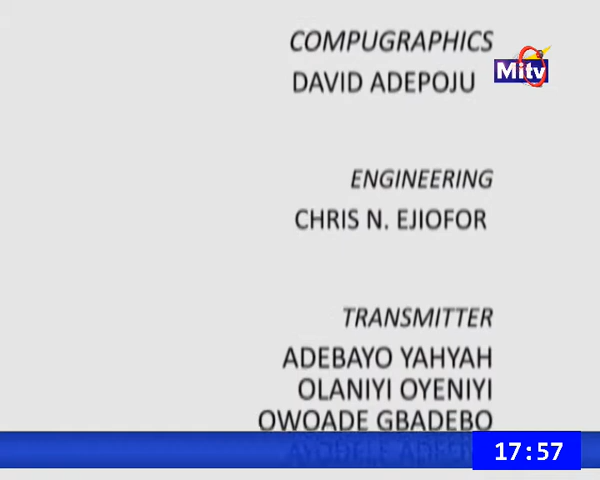 COMPUGRAPHICS
DAVID ADEPOJU
Mitv
ENGINEERING
CHRIS N. EJIOFOR
TRANSMITTER
ADEBAYO YAHYAH
OLANIYI OYENIYI
OWOADE GBADEBO
17:57